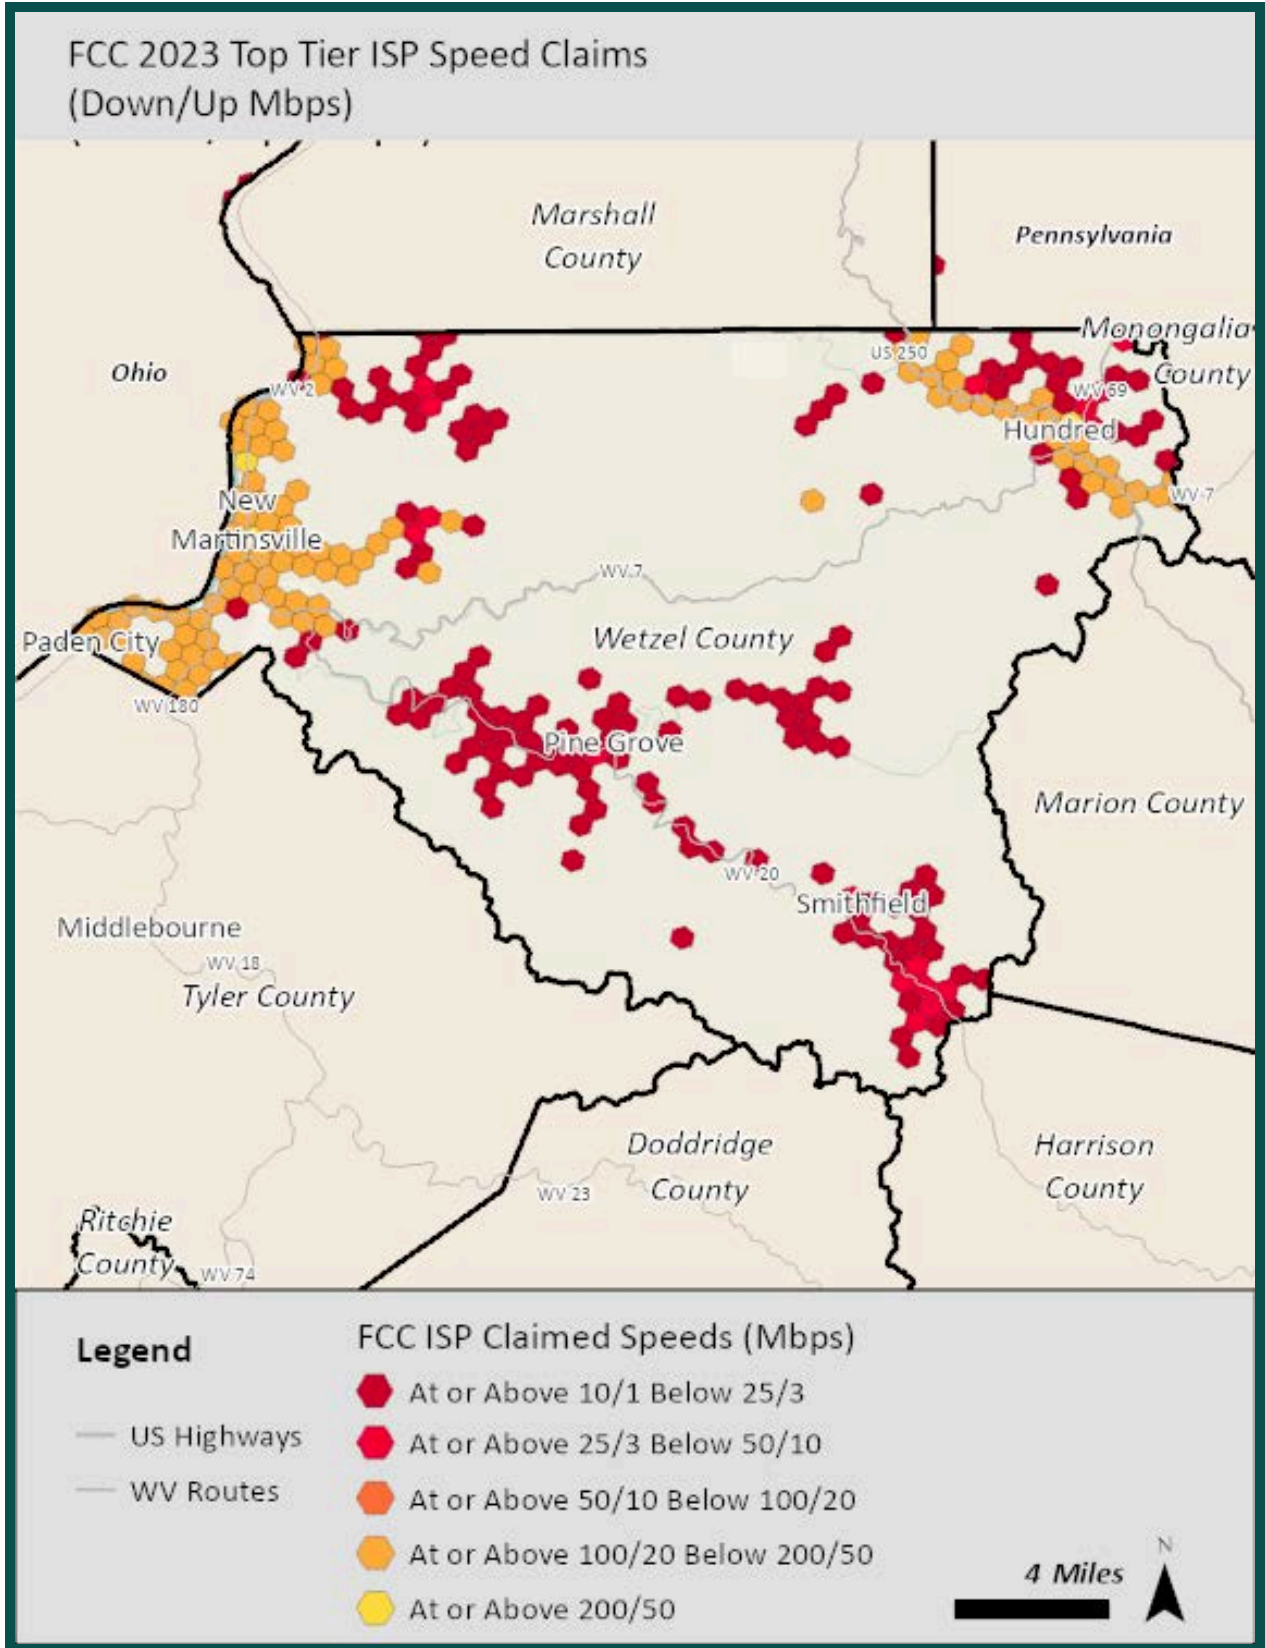 FCC 2023 Top Tier ISP Speed Claims
(Down/Up Mbps)
Marshall
County
Pennsylvania
Monongalia
County
Ohio
US 250
WV 2
WV 69
Hundred
New
Martinsville
WV 7
WV 7
Paden City
Wetzel County
WV 180
Pine Grove
Marion County
WV 20
Smithfield
Middlebourne
WV 18
Tyler County
Doddridge
County
Harrison
County
WV 23
Ritchie
County
WV 74
Legend
US Highways
WV Routes
FCC ISP Claimed Speeds (Mbps)
At or Above 10/1 Below 25/3
At or Above 25/3 Below 50/10
At or Above 50/10 Below 100/20
At or Above 100/20 Below 200/50
At or Above 200/50
4 Miles
N